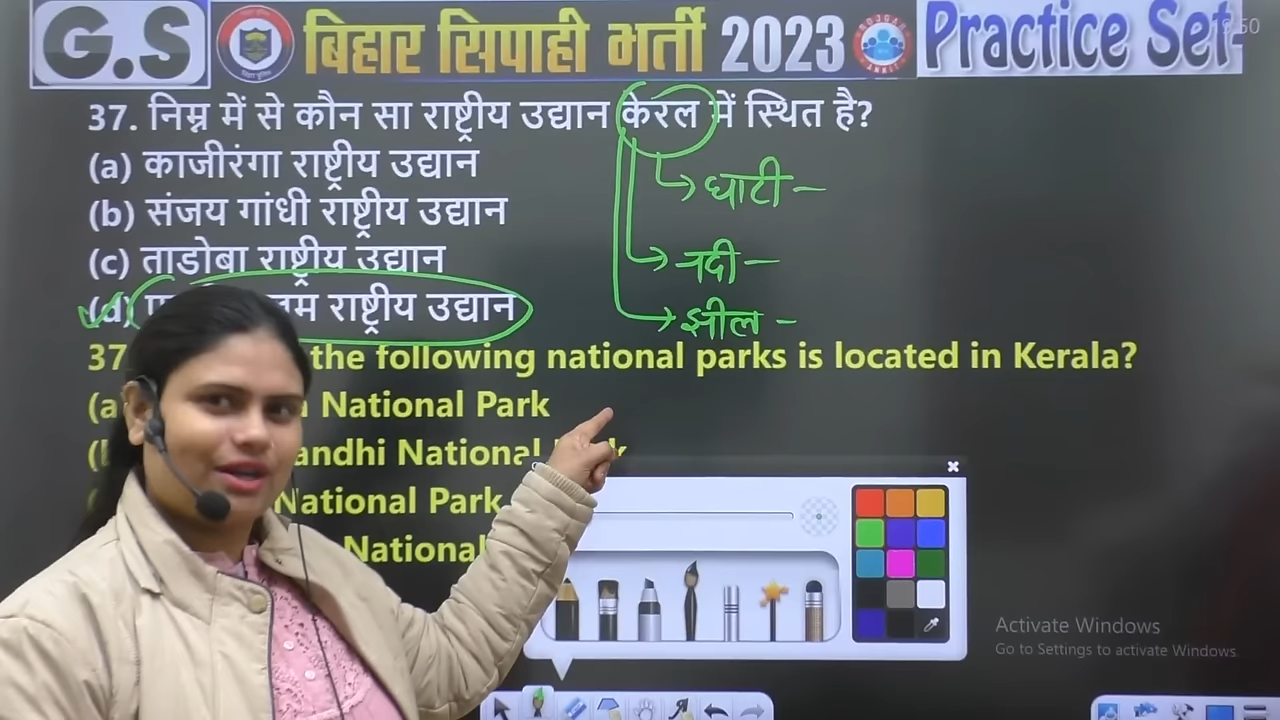 G.S
बिहार सिपाही भर्ती 2023
Practice Set-
37. निम्न में से कौन सा राष्ट्रीय उद्यान केरल में स्थित है?
(a) काजीरंगा राष्ट्रीय उद्यान
(b) संजय गांधी राष्ट्रीय उद्यान
(c) ताडोबा राष्ट्रीय उद्यान
(d) राष्ट्रीय उद्यान
घाटी -
नदी -
झील -
37 the following national parks is located in Kerala?
(a National Park
National
National Park
National
Activate Windows
Go to Settings to activate Windows.